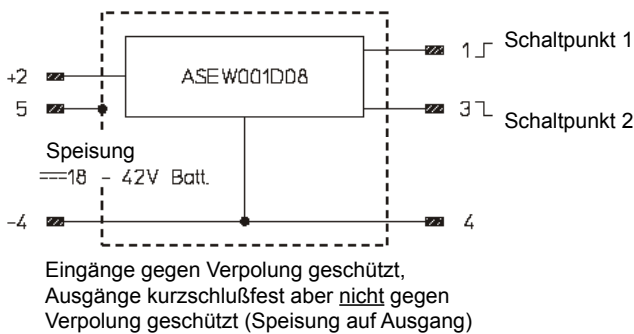 +2
5
ASEW001D08
1
Schaltpunkt 1
3
Schaltpunkt 2
Speisung
18 - 42V Batt.
-4
4
Eingänge gegen Verpolung geschützt,
Ausgänge kurzschlußfest aber nicht gegen
Verpolung geschützt (Speisung auf Ausgang)